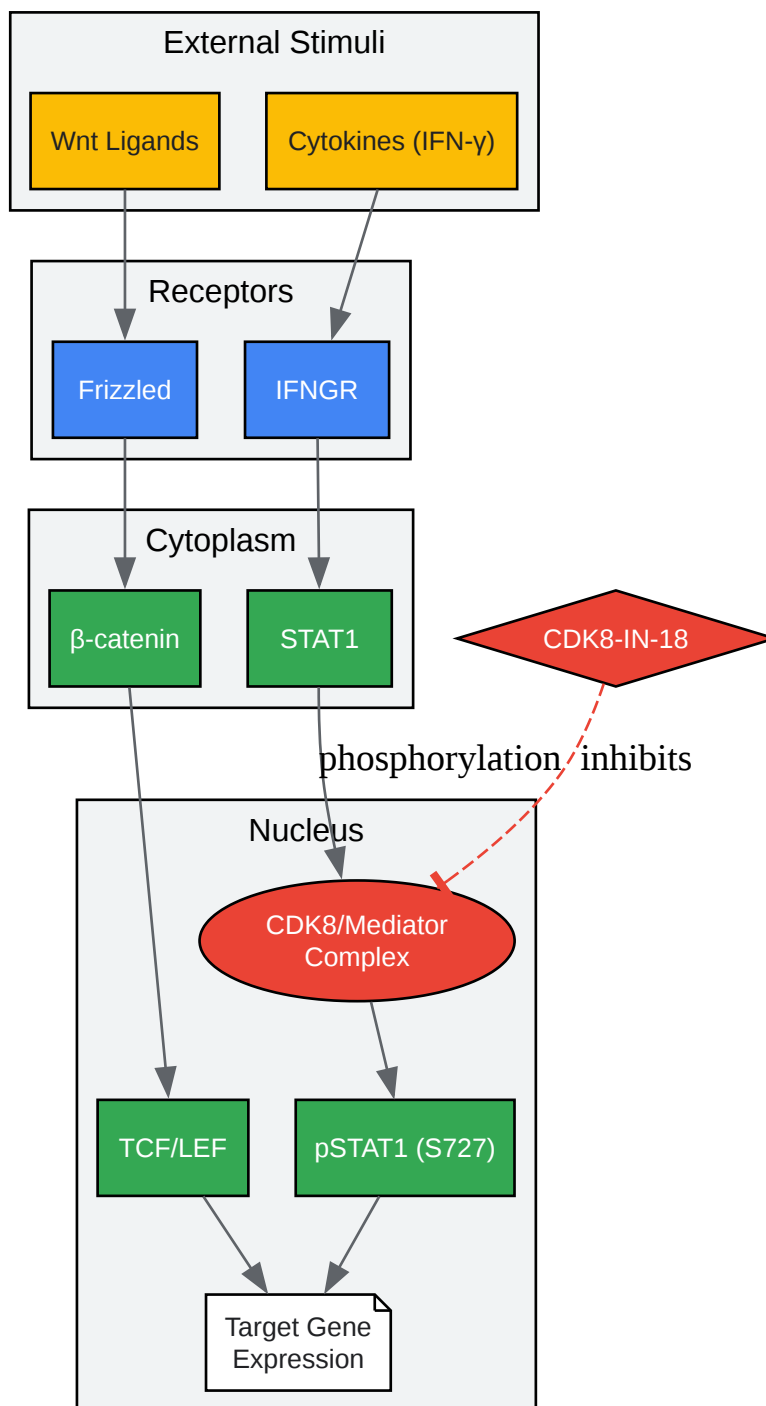 External Stimuli
Wnt Ligands
Cytokines (IFN-γ)
Receptors
Frizzled
IFNGR
Cytoplasm
β-catenin
STAT1
CDK8-IN-18
phosphorylation
inhibits
Nucleus
CDK8/Mediator
Complex
TCF/LEF
pSTAT1 (S727)
Target Gene
Expression